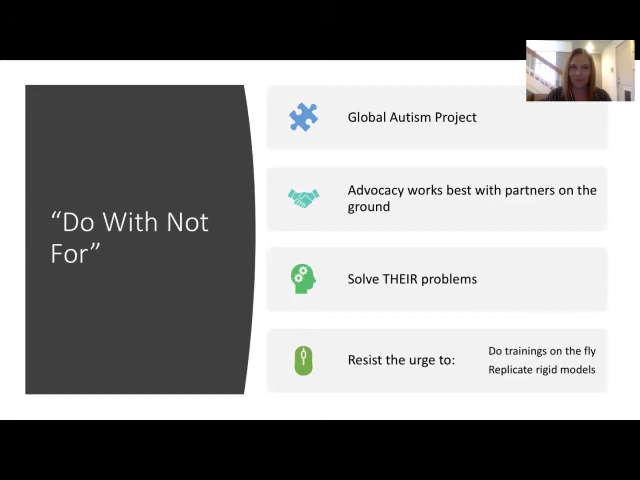 “Do With Not
For”
Global Autism Project
Advocacy works best with partners on the
ground
Solve THEIR problems
Resist the urge to:
Do trainings on the fly
Replicate rigid models